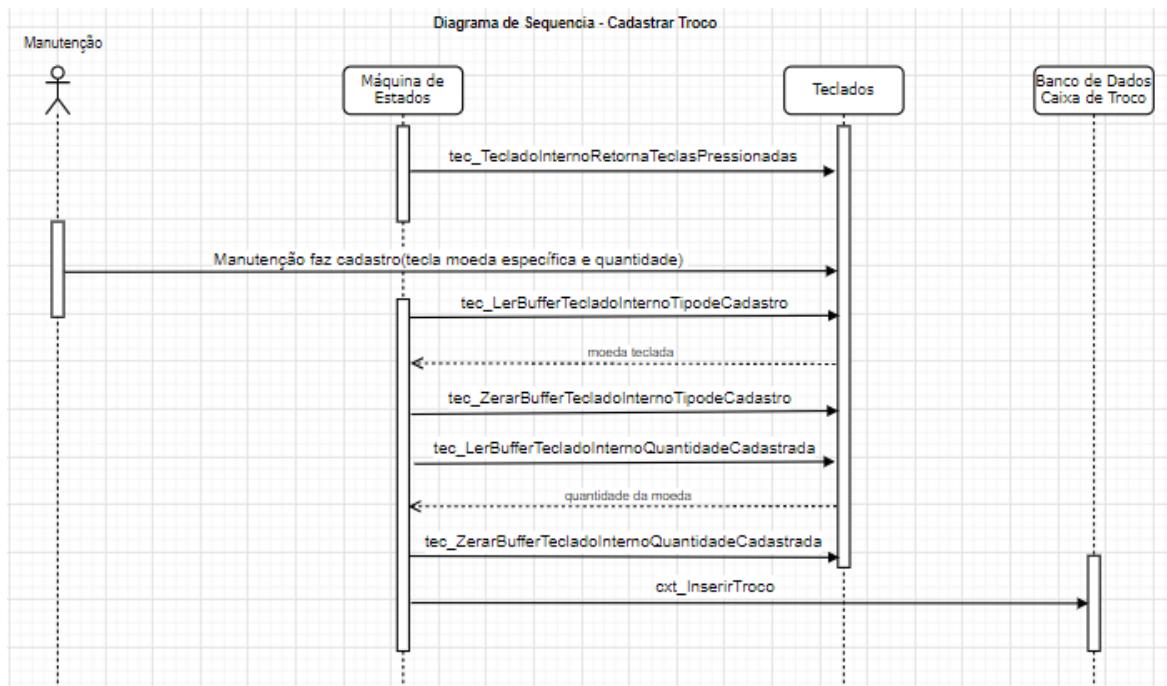 Diagrama de Sequencia - Cadastrar Troco
Manutenção
Máquina de
Estados
Teclados
Banco de Dados
Caixa de Troco
tec_TecladoInternoRetornaTeclasPressionadas
Manutenção faz cadastro(tecla moeda específica e quantidade)
tec_LerBufferTecladoInternoTipodeCadastro
moeda teclada
tec_ZerarBufferTecladoInternoTipodeCadastro
tec_LerBufferTecladoInternoQuantidadeCadastrada
quantidade da moeda
tec_ZerarBufferTecladoInternoQuantidadeCadastrada
cxt_InserirTroco